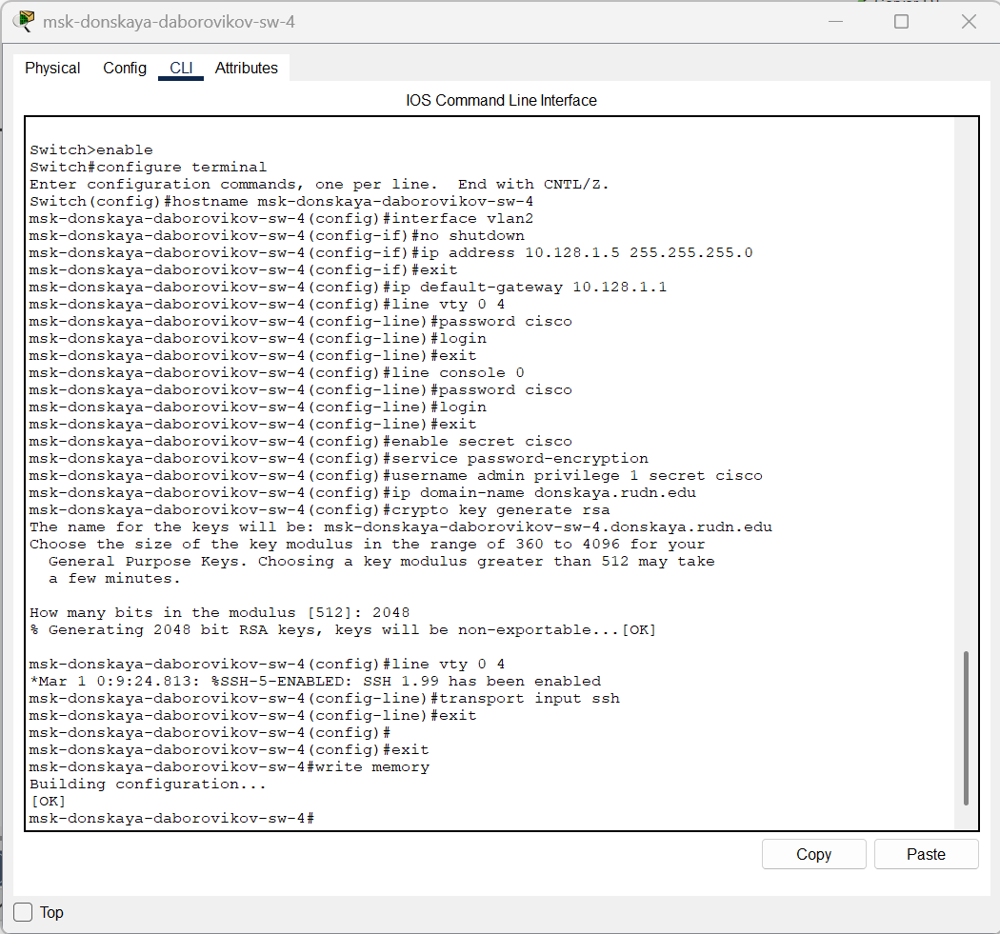 msk-donskaya-daborovikov-sw-4
Physical Config CLI Attributes
IOS Command Line Interface
Switch>enable
Switch#configure terminal
Enter configuration commands, one per line.  End with CNTL/Z.
Switch(config)#hostname msk-donskaya-daborovikov-sw-4
msk-donskaya-daborovikov-sw-4(config)#interface vlan2
msk-donskaya-daborovikov-sw-4(config-if)#no shutdown
msk-donskaya-daborovikov-sw-4(config-if)#ip address 10.128.1.5 255.255.255.0
msk-donskaya-daborovikov-sw-4(config-if)#exit
msk-donskaya-daborovikov-sw-4(config)#ip default-gateway 10.128.1.1
msk-donskaya-daborovikov-sw-4(config)#line vty 0 4
msk-donskaya-daborovikov-sw-4(config-line)#password cisco
msk-donskaya-daborovikov-sw-4(config-line)#login
msk-donskaya-daborovikov-sw-4(config-line)#exit
msk-donskaya-daborovikov-sw-4(config)#line console 0
msk-donskaya-daborovikov-sw-4(config-line)#password cisco
msk-donskaya-daborovikov-sw-4(config-line)#login
msk-donskaya-daborovikov-sw-4(config-line)#exit
msk-donskaya-daborovikov-sw-4(config)#enable secret cisco
msk-donskaya-daborovikov-sw-4(config)#service password-encryption
msk-donskaya-daborovikov-sw-4(config)#username admin privilege 1 secret cisco
msk-donskaya-daborovikov-sw-4(config)#ip domain-name donskaya.rudn.edu
msk-donskaya-daborovikov-sw-4(config)#crypto key generate rsa
The name for the keys will be: msk-donskaya-daborovikov-sw-4.donskaya.rudn.edu
Choose the size of the key modulus in the range of 360 to 4096 for your
  General Purpose Keys. Choosing a key modulus greater than 512 may take
  a few minutes.
How many bits in the modulus [512]: 2048
% Generating 2048 bit RSA keys, keys will be non-exportable...[OK]
msk-donskaya-daborovikov-sw-4(config)#line vty 0 4
*Mar 1 0:9:24.813: %SSH-5-ENABLED: SSH 1.99 has been enabled
msk-donskaya-daborovikov-sw-4(config-line)#transport input ssh
msk-donskaya-daborovikov-sw-4(config-line)#exit
msk-donskaya-daborovikov-sw-4(config)#
msk-donskaya-daborovikov-sw-4(config)#exit
msk-donskaya-daborovikov-sw-4#write memory
Building configuration...
[OK]
msk-donskaya-daborovikov-sw-4#
Copy Paste
Top